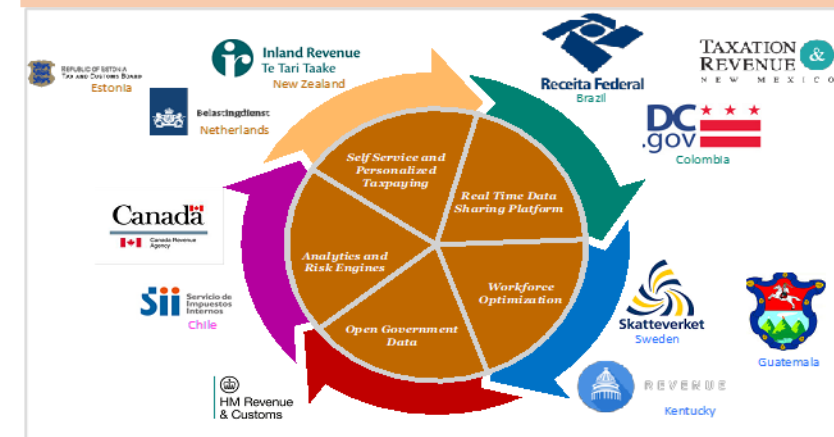 REPUBLIC OF ESTONIA
TAX AND CUSTOMS BOARD
Estonia
Inland Revenue
Te Tari Taake
New Zealand
Belastingdienst
Netherlands
Receita Federal
Brazil
TAXATION &
REVENUE
NEW MEXICO
DC
.gov
Colombia
Self Service and
Personalized
Taxpaying
Real Time Data
Sharing Platform
Canada
Canada Revenue
Agency
Analytics and
Risk Engines
Workforce
Optimization
Sii Servicio de
Impuestos
Internos
Chile
Open Government
Data
Skatteverket
Sweden
Guatemala
HM Revenue
& Customs
REVENUE
Kentucky